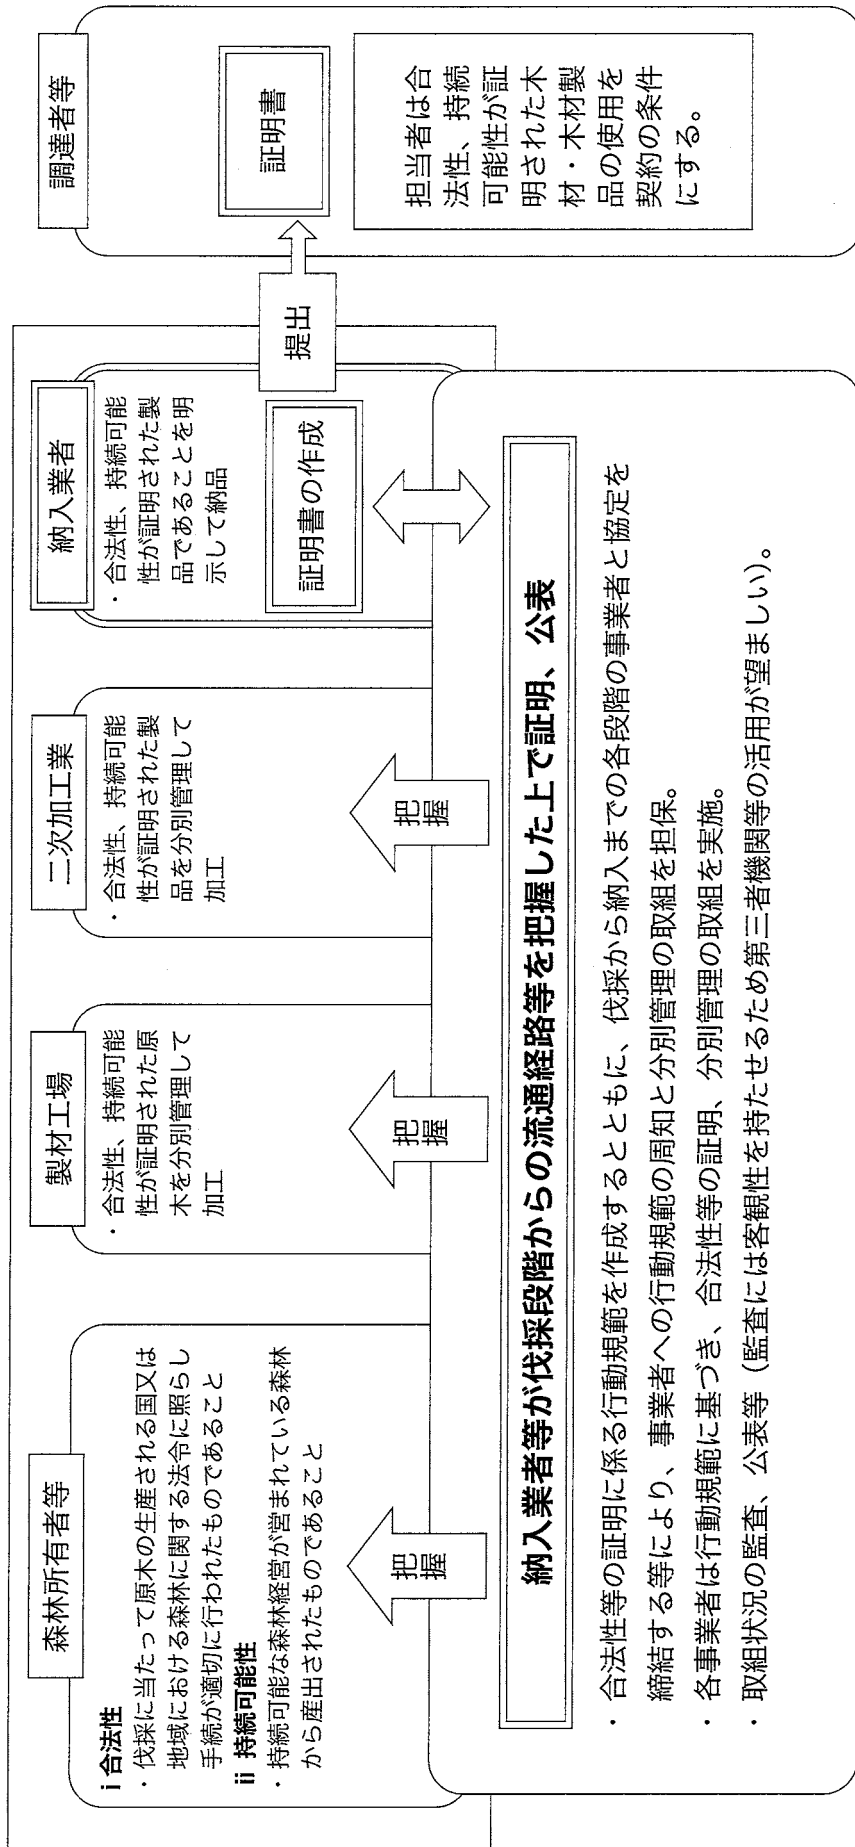 森林所有者等
i 合法性
・伐採に当たって原木の生産される国又は
地域における森林に関する法令に照らし
手続が適切に行われたものであること
ii 持続可能性
・持続可能な森林経営が営まれている森林
から産出されたものであること
製材工場
・合法性、持続可能
性が証明された原
木を分別管理して
加工
二次加工業
・合法性、持続可能
性が証明された製
品を分別管理して
加工
納入業者
・合法性、持続可能
性が証明された製
品であることを明
示して納品
証明書の作成
提出
調達者等
証明書
担当者は合
法性、持続
可能性が証
明された木
材・木材製
品の使用を
契約の条件
にする。
把握
把握
把握
納入業者等が伐採段階からの流通経路等を把握した上で証明、公表
・合法性等の証明に係る行動規範を作成するとともに、伐採から納入までの各段階の事業者と協定を
締結する等により、事業者への行動規範の周知と分別管理の取組を担保。
・各事業者は行動規範に基づき、合法性等の証明、分別管理の取組を実施。
・取組状況の監査、公表等（監査には客観性を持たせるため第三者機関等の活用が望ましい）。